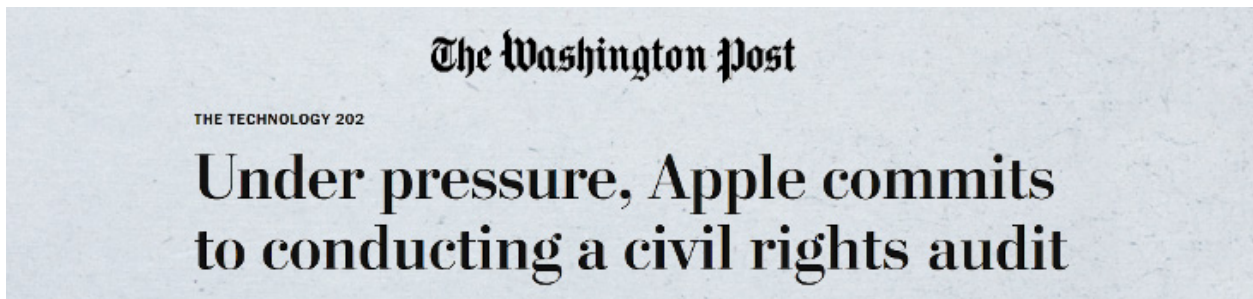 The Washington Post
THE TECHNOLOGY 202
Under pressure, Apple commits
to conducting a civil rights audit